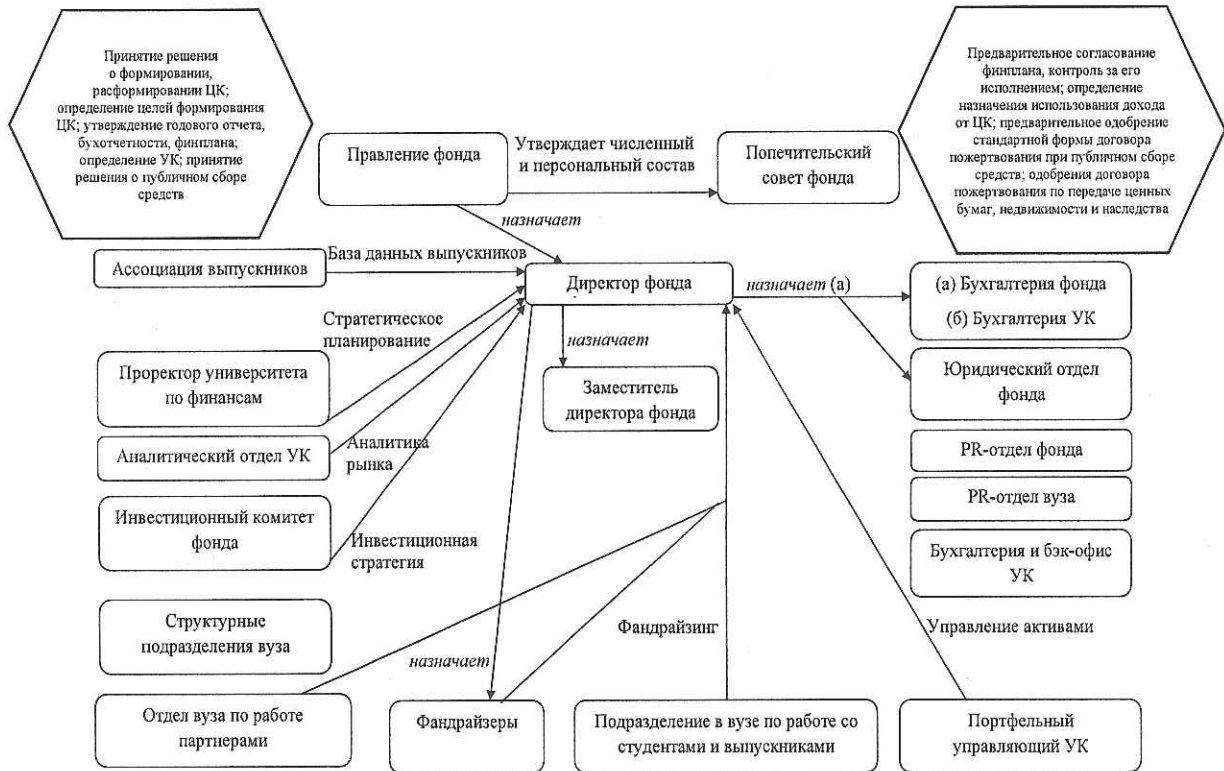 Принятие решения
о формировании,
расформировании ЦК;
определение целей формирования
ЦК; утверждение годового отчета,
бухотчетности, финплана;
определение УК; принятие
решения о публичном сборе
средств
Предварительное согласование
финплана, контроль за его
исполнением; определение
назначения использования дохода
от ЦК; предварительное одобрение
стандартной формы договора
пожертвования при публичном сборе
средств; одобрения договора
пожертвования по передаче ценных
бумаг, недвижимости и наследства
Правление фонда
Утверждает численный
и персональный состав
Попечительский
совет фонда
назначает
Ассоциация выпускников
База данных выпускников
Директор фонда
назначает (а)
(а) Бухгалтерия фонда
(б) Бухгалтерия УК
Стратегическое
планирование
назначает
Проректор университета
по финансам
Заместитель
директора фонда
Юридический отдел
фонда
Аналитический отдел УК
Аналитика
рынка
PR-отдел фонда
PR-отдел вуза
Инвестиционный комитет
фонда
Инвестиционная
стратегия
Бухгалтерия и бэк-офис
УК
Структурные
подразделения вуза
Фандрайзинг
Управление активами
назначает
Отдел вуза по работе
партнерами
Фандрайзеры
Подразделение в вузе по работе со
студентами и выпускниками
Портфельный
управляющий УК